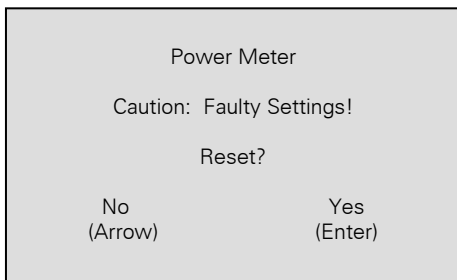 Power Meter
Caution: Faulty Settings!
Reset?
No Yes
(Arrow) (Enter)